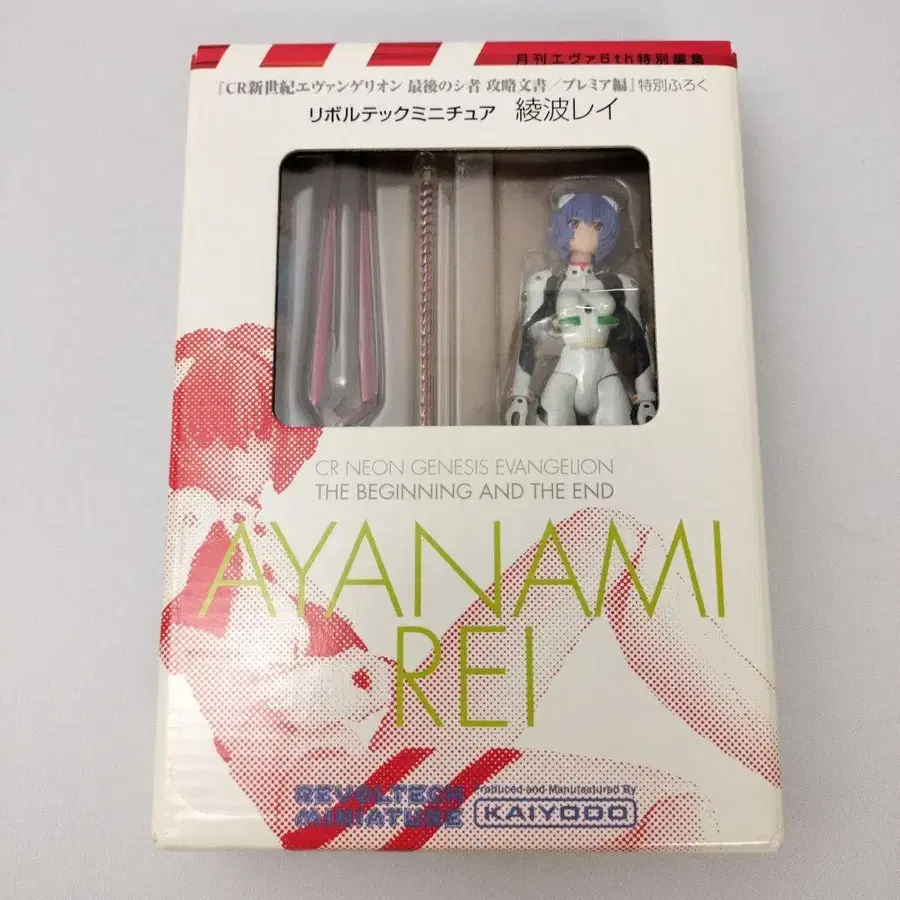 月刊エヴァ5th特別編集
『CR新世紀エヴァンゲリオン 最後のシ者 攻略文書／プレミア編』特別ふろく
リボルテックミニチュア 綾波レイ
CR NEON GENESIS EVANGELION
THE BEGINNING AND THE END
AYANAMI
REI
REVOLTECH
MINIATURE
Produced and Manufactured By
KAIYODO